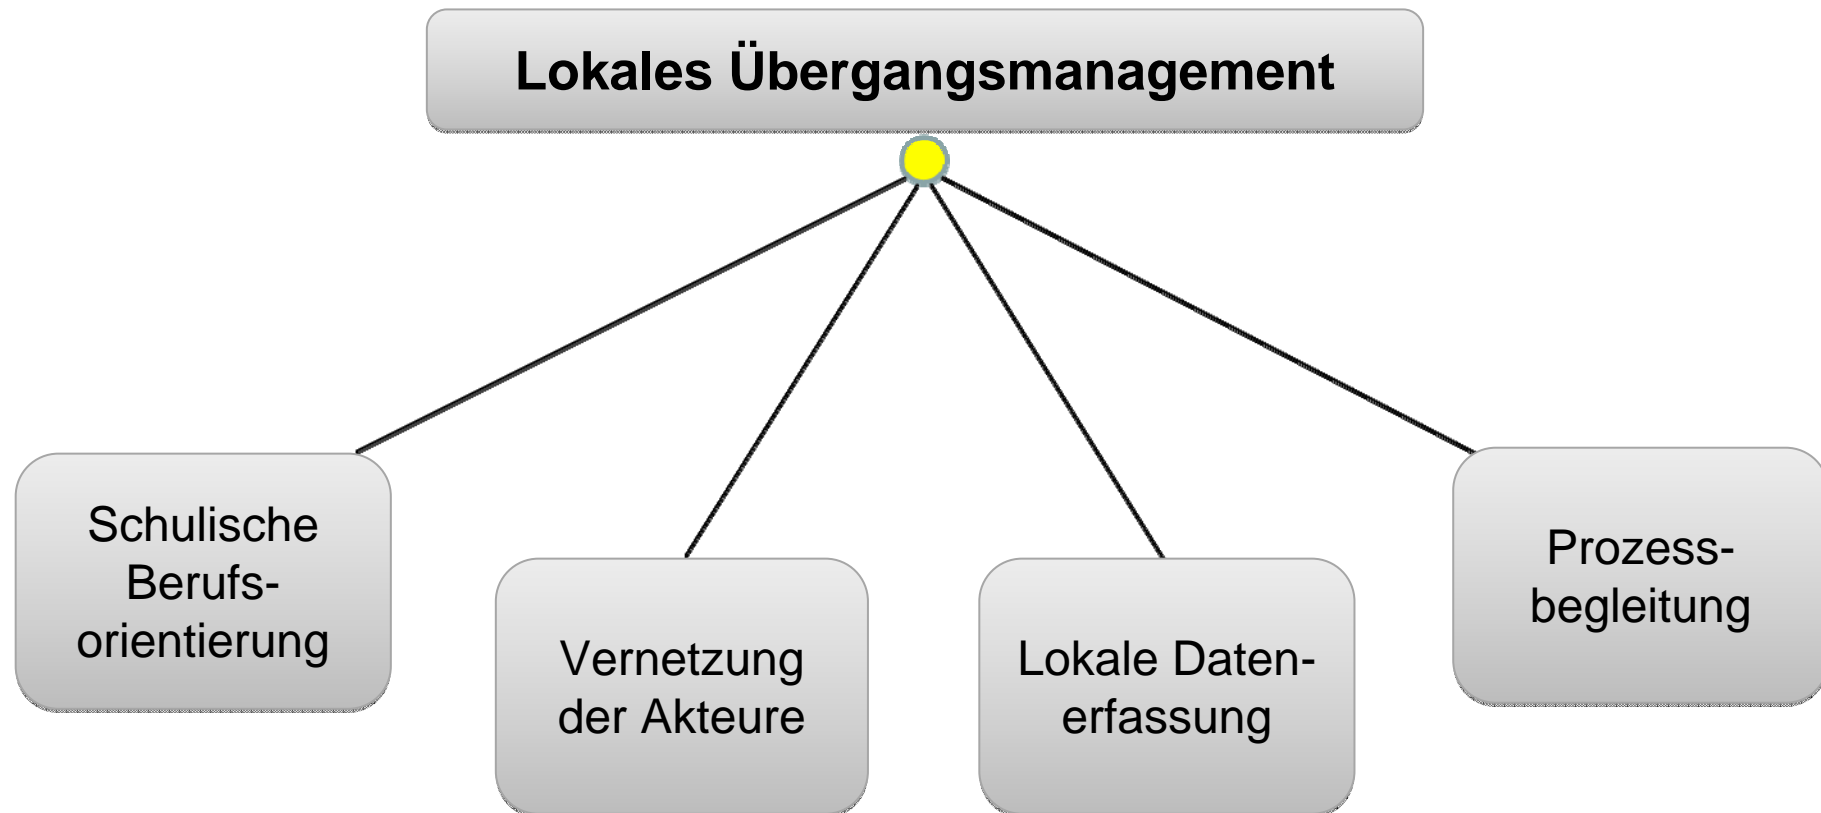 Lokales Übergangsmanagement
Schulische
Berufs-
orientierung
Vernetzung
der Akteure
Lokale Daten-
erfassung
Prozess-
begleitung